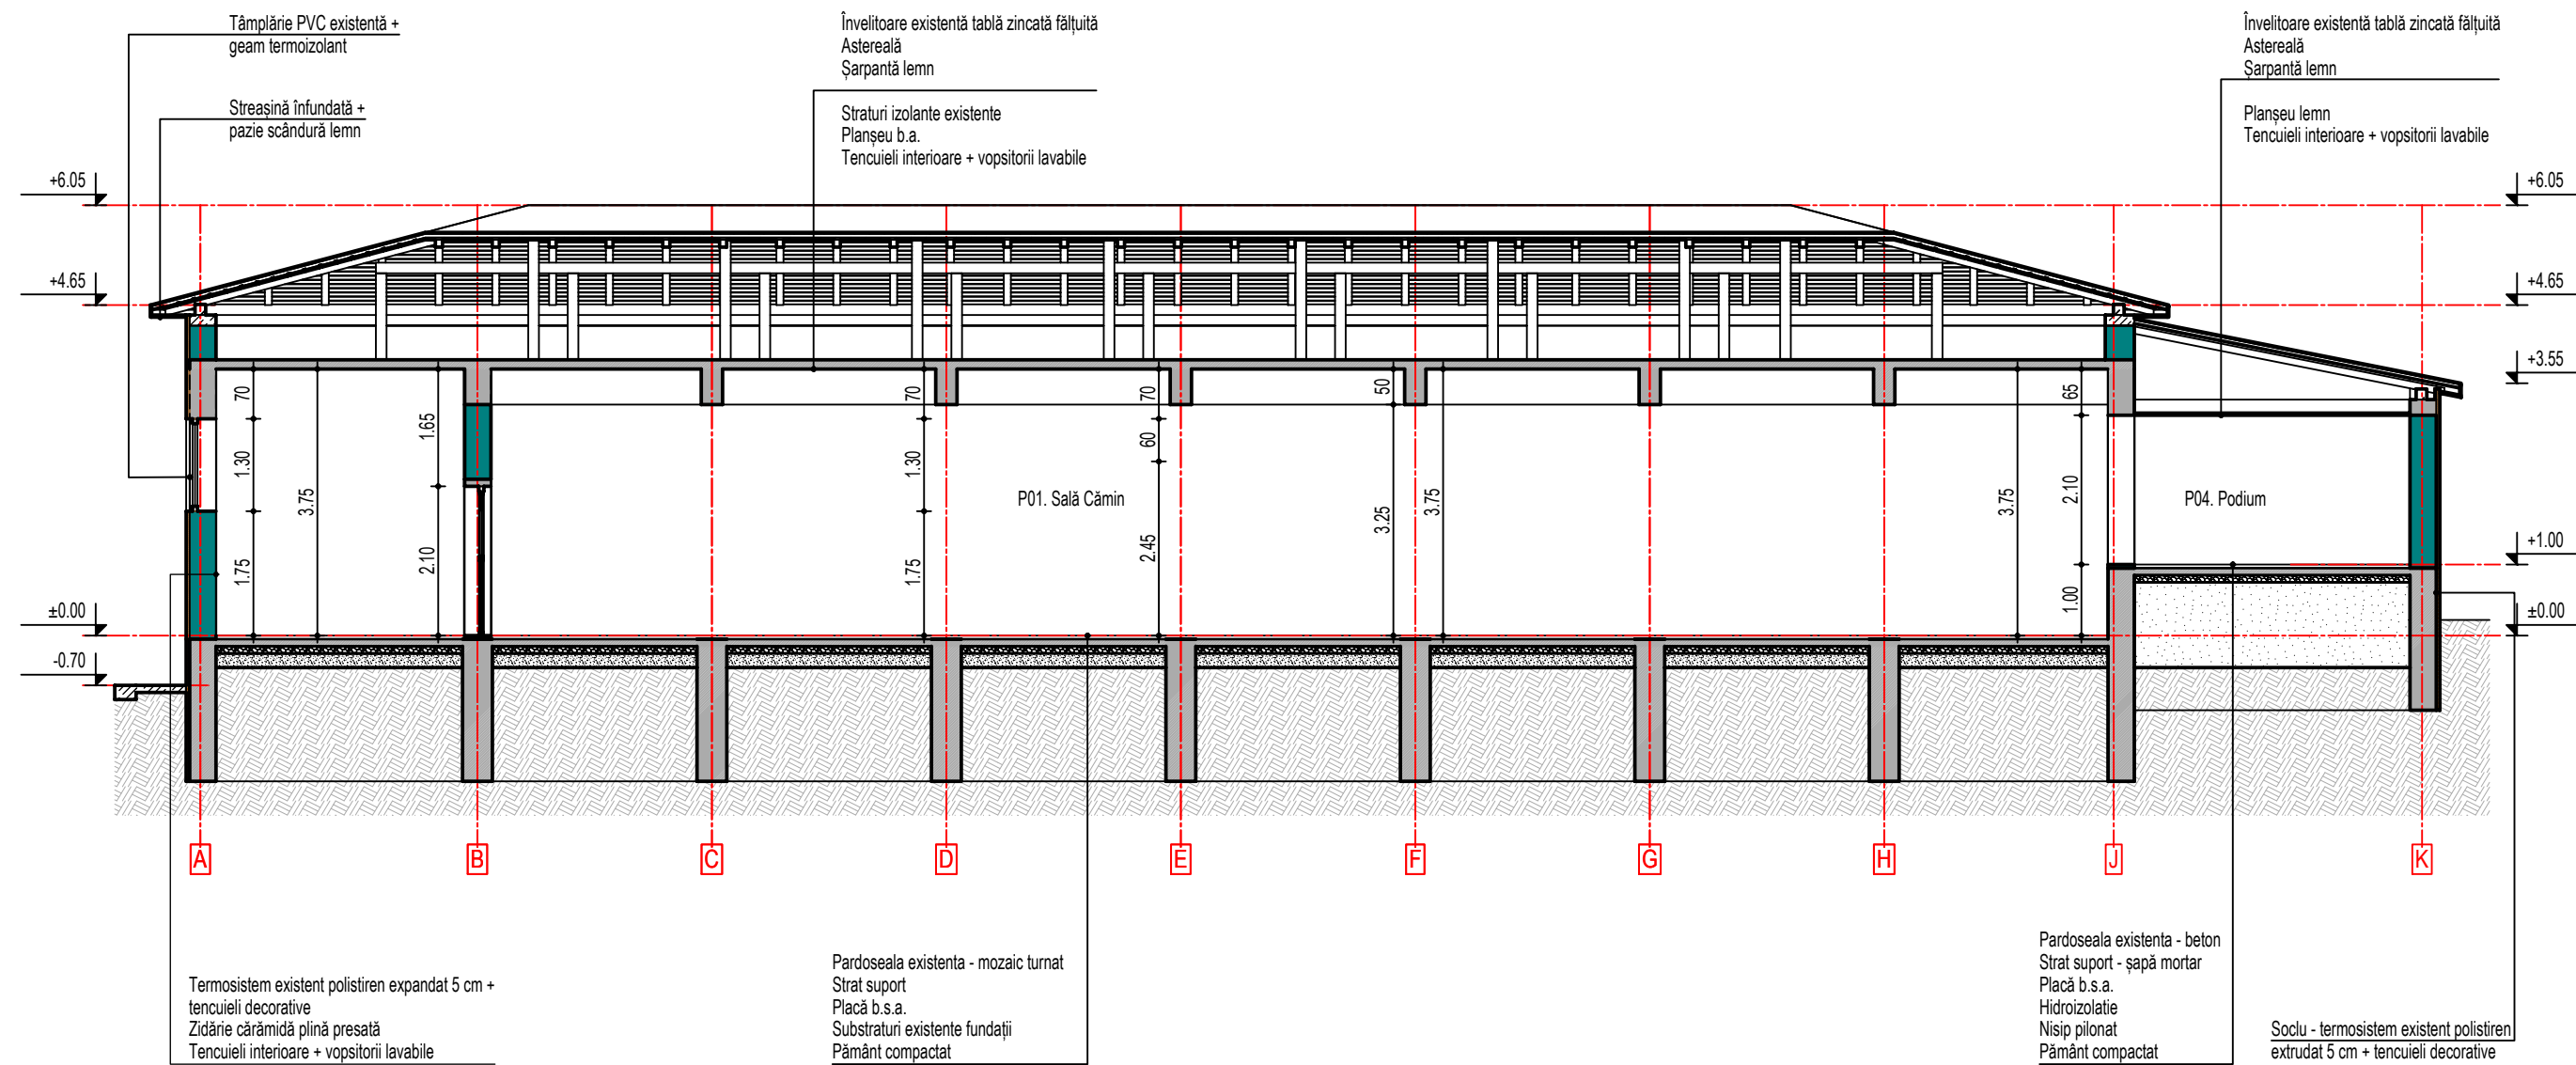 Tâmplărie PVC existentă +
geam termoizolant
Streașină înfundată +
pazie scândură lemn
Învelitoare existentă tablă zincată fălțuită
Astereală
Șarpantă lemn
Straturi izolante existente
Planșeu b.a.
Tencuieli interioare + vopsitorii lavabile
Învelitoare existentă tablă zincată fălțuită
Astereală
Șarpantă lemn
Planșeu lemn
Tencuieli interioare + vopsitorii lavabile
+6.05
+4.65
±0.00
-0.70
+6.05
+4.65
+3.55
+1.00
±0.00
70
1.30
1.75
3.75
1.65
2.10
70
1.30
1.75
70
60
2.45
50
3.25
3.75
3.75
65
2.10
1.00
P01. Sală Cămin
P04. Podium
A
B
C
D
E
F
G
H
J
K
Termosistem existent polistiren expandat 5 cm +
tencuieli decorative
Zidărie cărămidă plină presată
Tencuieli interioare + vopsitorii lavabile
Pardoseala existenta - mozaic turnat
Strat suport
Placă b.s.a.
Substraturi existente fundații
Pământ compactat
Pardoseala existenta - beton
Strat suport - șapă mortar
Placă b.s.a.
Hidroizolatie
Nisip pilonat
Pământ compactat
Soclu - termosistem existent polistiren
extrudat 5 cm + tencuieli decorative